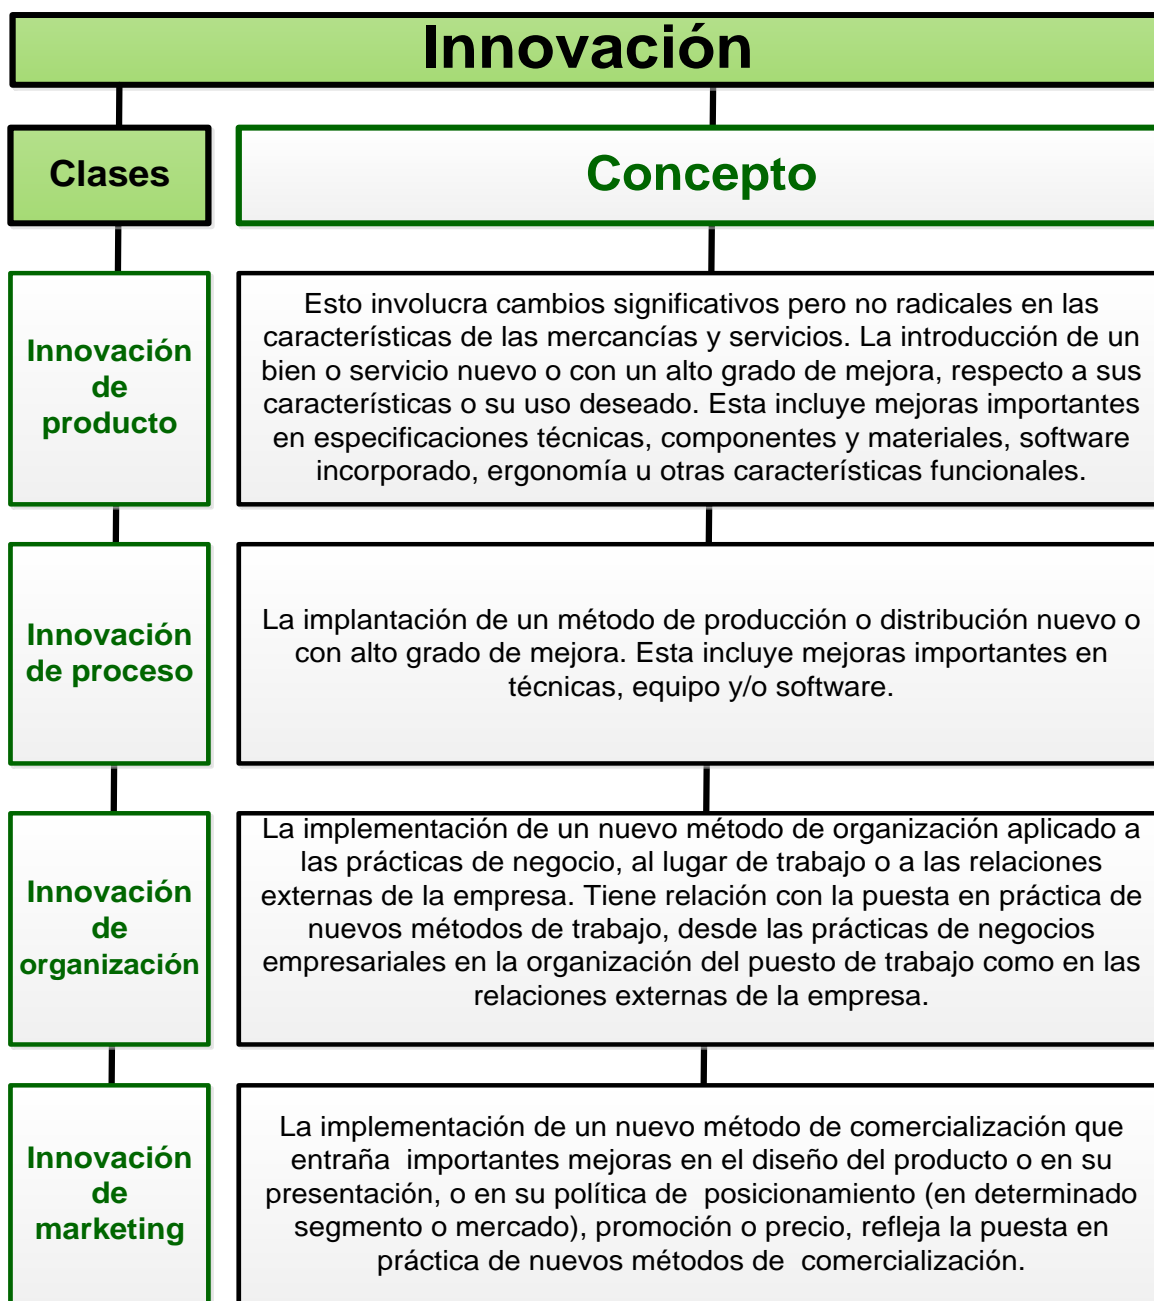 Innovación
Clases
Concepto
Innovación
de
producto
Esto involucra cambios significativos pero no radicales en las
características de las mercancías y servicios. La introducción de un
bien o servicio nuevo o con un alto grado de mejora, respecto a sus
características o su uso deseado. Esta incluye mejoras importantes
en especificaciones técnicas, componentes y materiales, software
incorporado, ergonomía u otras características funcionales.
Innovación
de proceso
La implantación de un método de producción o distribución nuevo o
con alto grado de mejora. Esta incluye mejoras importantes en
técnicas, equipo y/o software.
Innovación
de
organización
La implementación de un nuevo método de organización aplicado a
las prácticas de negocio, al lugar de trabajo o a las relaciones
externas de la empresa. Tiene relación con la puesta en práctica de
nuevos métodos de trabajo, desde las prácticas de negocios
empresariales en la organización del puesto de trabajo como en las
relaciones externas de la empresa.
Innovación
de
marketing
La implementación de un nuevo método de comercialización que
entraña  importantes mejoras en el diseño del producto o en su
presentación, o en su política de  posicionamiento (en determinado
segmento o mercado), promoción o precio, refleja la puesta en
práctica de nuevos métodos de  comercialización.